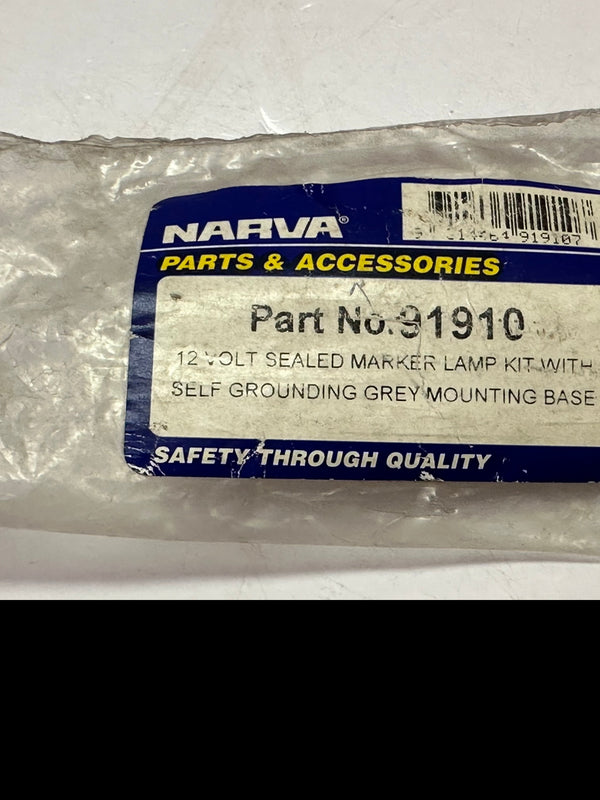 NARVA®
919107
PARTS & ACCESSORIES
Part No. 91910
12 VOLT SEALED MARKER LAMP KIT WITH
SELF GROUNDING GREY MOUNTING BASE
SAFETY THROUGH QUALITY